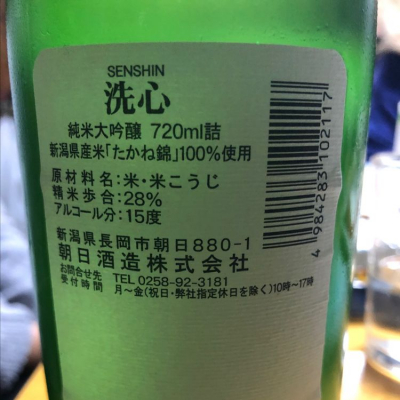 SENSHIN
洗心
純米大吟醸 720ml詰
新潟県産米「たかね錦」100%使用
原材料名:米・米こうじ
精米歩合:28%
アルコール分:15度
新潟県長岡市朝日880-1
朝日酒造株式会社
お問合せ先 受付時間
TEL 0258-92-3181
月~金(祝日・弊社指定休日を除く)10時~17時
4 984283 102117